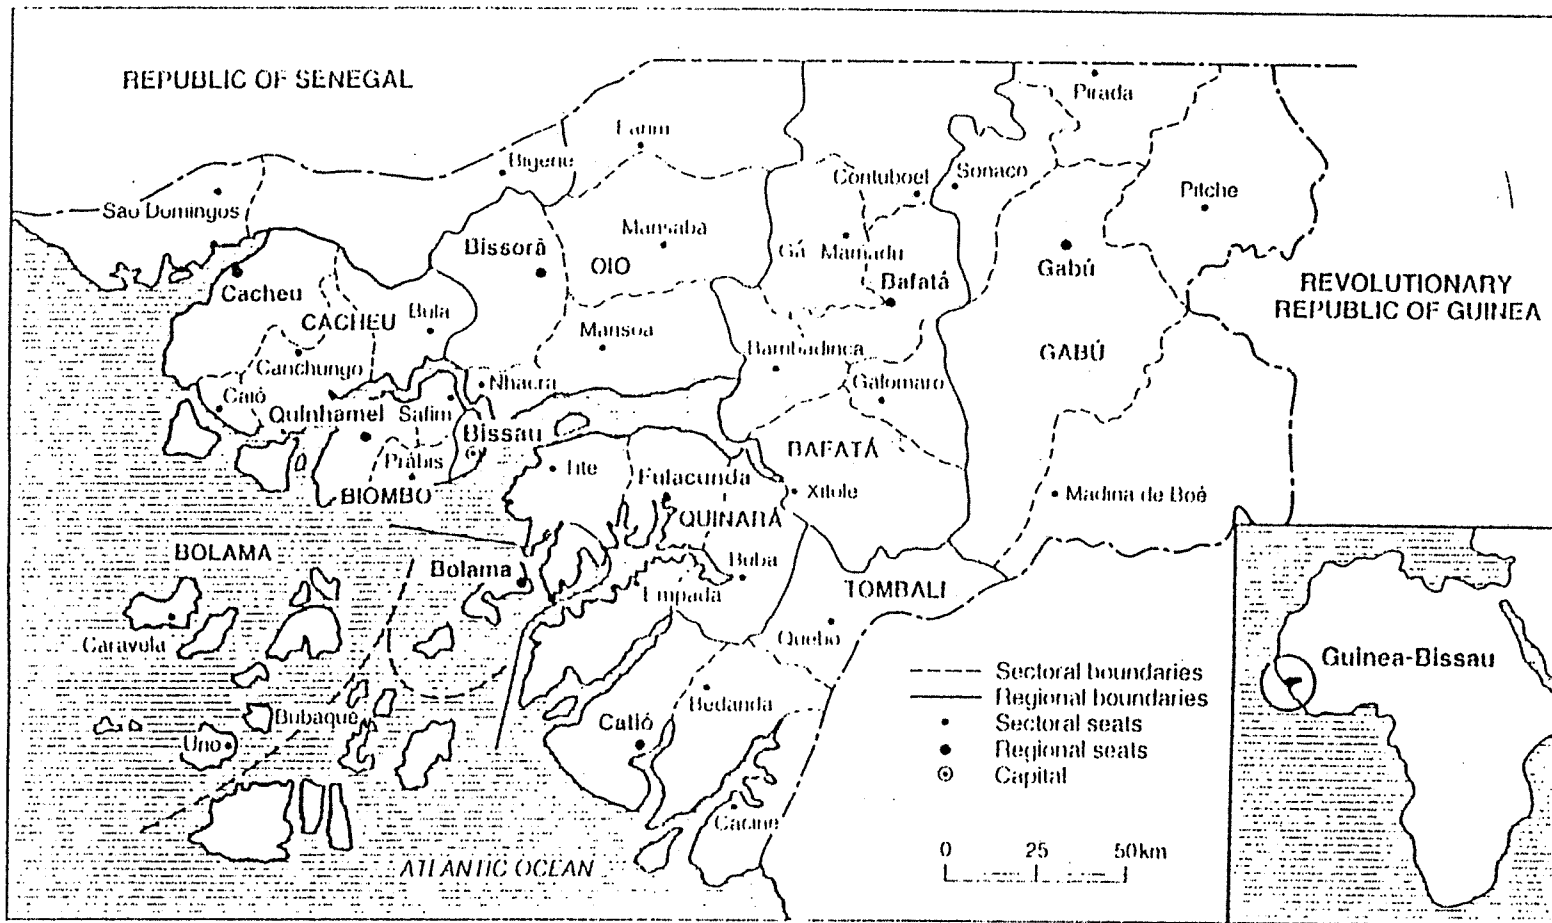 REPUBLIC OF SENEGAL
Pirada
Farim
Bigene
Contuboel
Sonaco
Pitche
São Domingos
Mansabá
Bissorã
OIO
Gã Mamadu
Gabú
Bafatá
REVOLUTIONARY
REPUBLIC OF GUINEA
Cacheu
CACHEU
Bula
Mansoa
Bambadinca
GABÚ
Canchungo
Nhacra
Galomaro
Caió
Quinhamel
Safim
Bissau
BAFATÁ
Prábis
Tite
Fulacunda
BIOMBO
Xitole
Madina de Boé
QUINARÁ
BOLAMA
Bolama
Buba
Empada
TOMBALI
Caravela
Quebo
Guinea-Bissau
Sectoral boundaries
Regional boundaries
Bedanda
Bubaque
Catió
Sectoral seats
Uno
Regional seats
Capital
Cacine
0 25 50km
ATLANTIC OCEAN